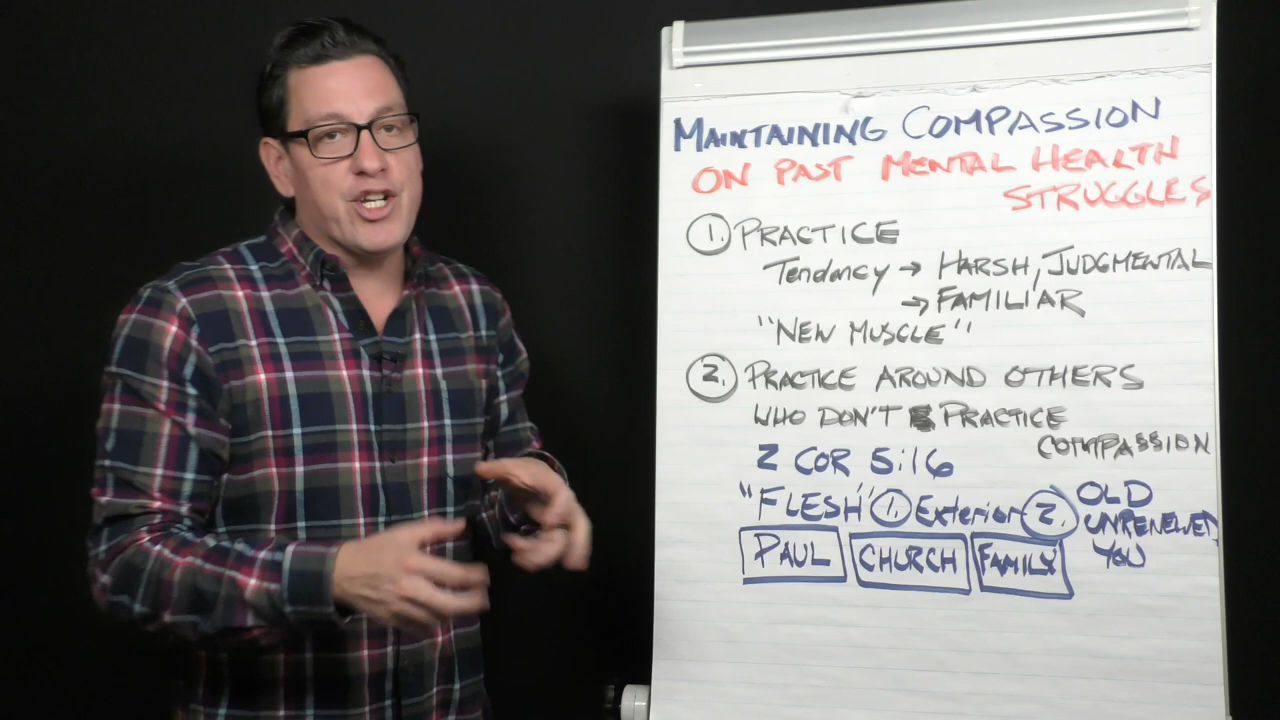 MAINTAINING COMPASSION
ON PAST MENTAL HEALTH
STRUGGLES
1. PRACTICE
Tendancy → HARSH, JUDGMENTAL
→ FAMILIAR
"NEW MUSCLE"
2. PRACTICE AROUND OTHERS
WHO DON'T PRACTICE
COMPASSION
2 COR 5:16
"FLESH" 1. Exterior 2. OLD
UNRENEWED
YOU
PAUL CHURCH FAMILY